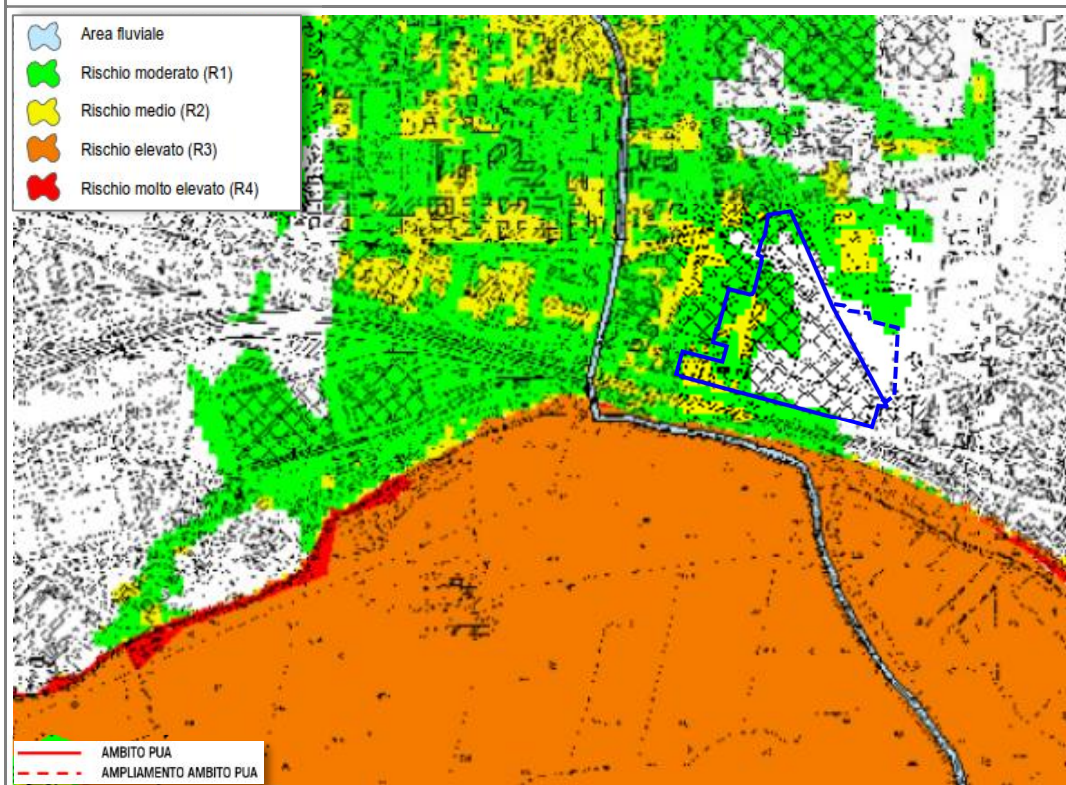 Area fluviale
Rischio moderato (R1)
Rischio medio (R2)
Rischio elevato (R3)
Rischio molto elevato (R4)
AMBITO PUA
AMPLIAMENTO AMBITO PUA